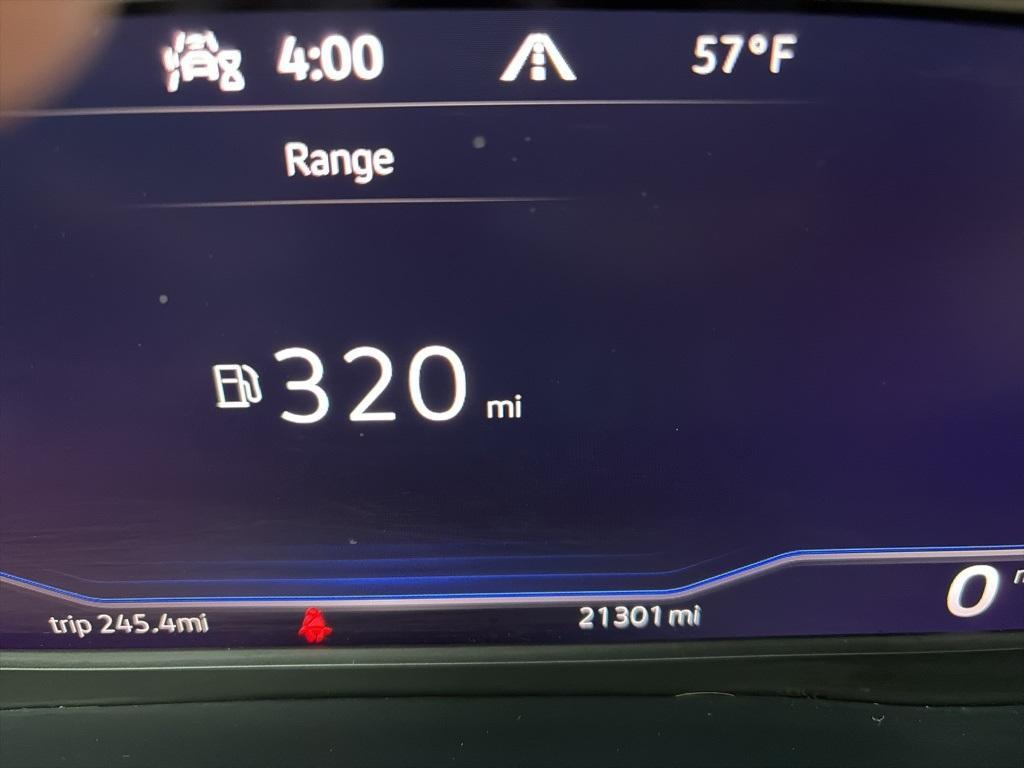 4:00 57°F
Range
320 mi
trip 245.4mi 21301 mi 0